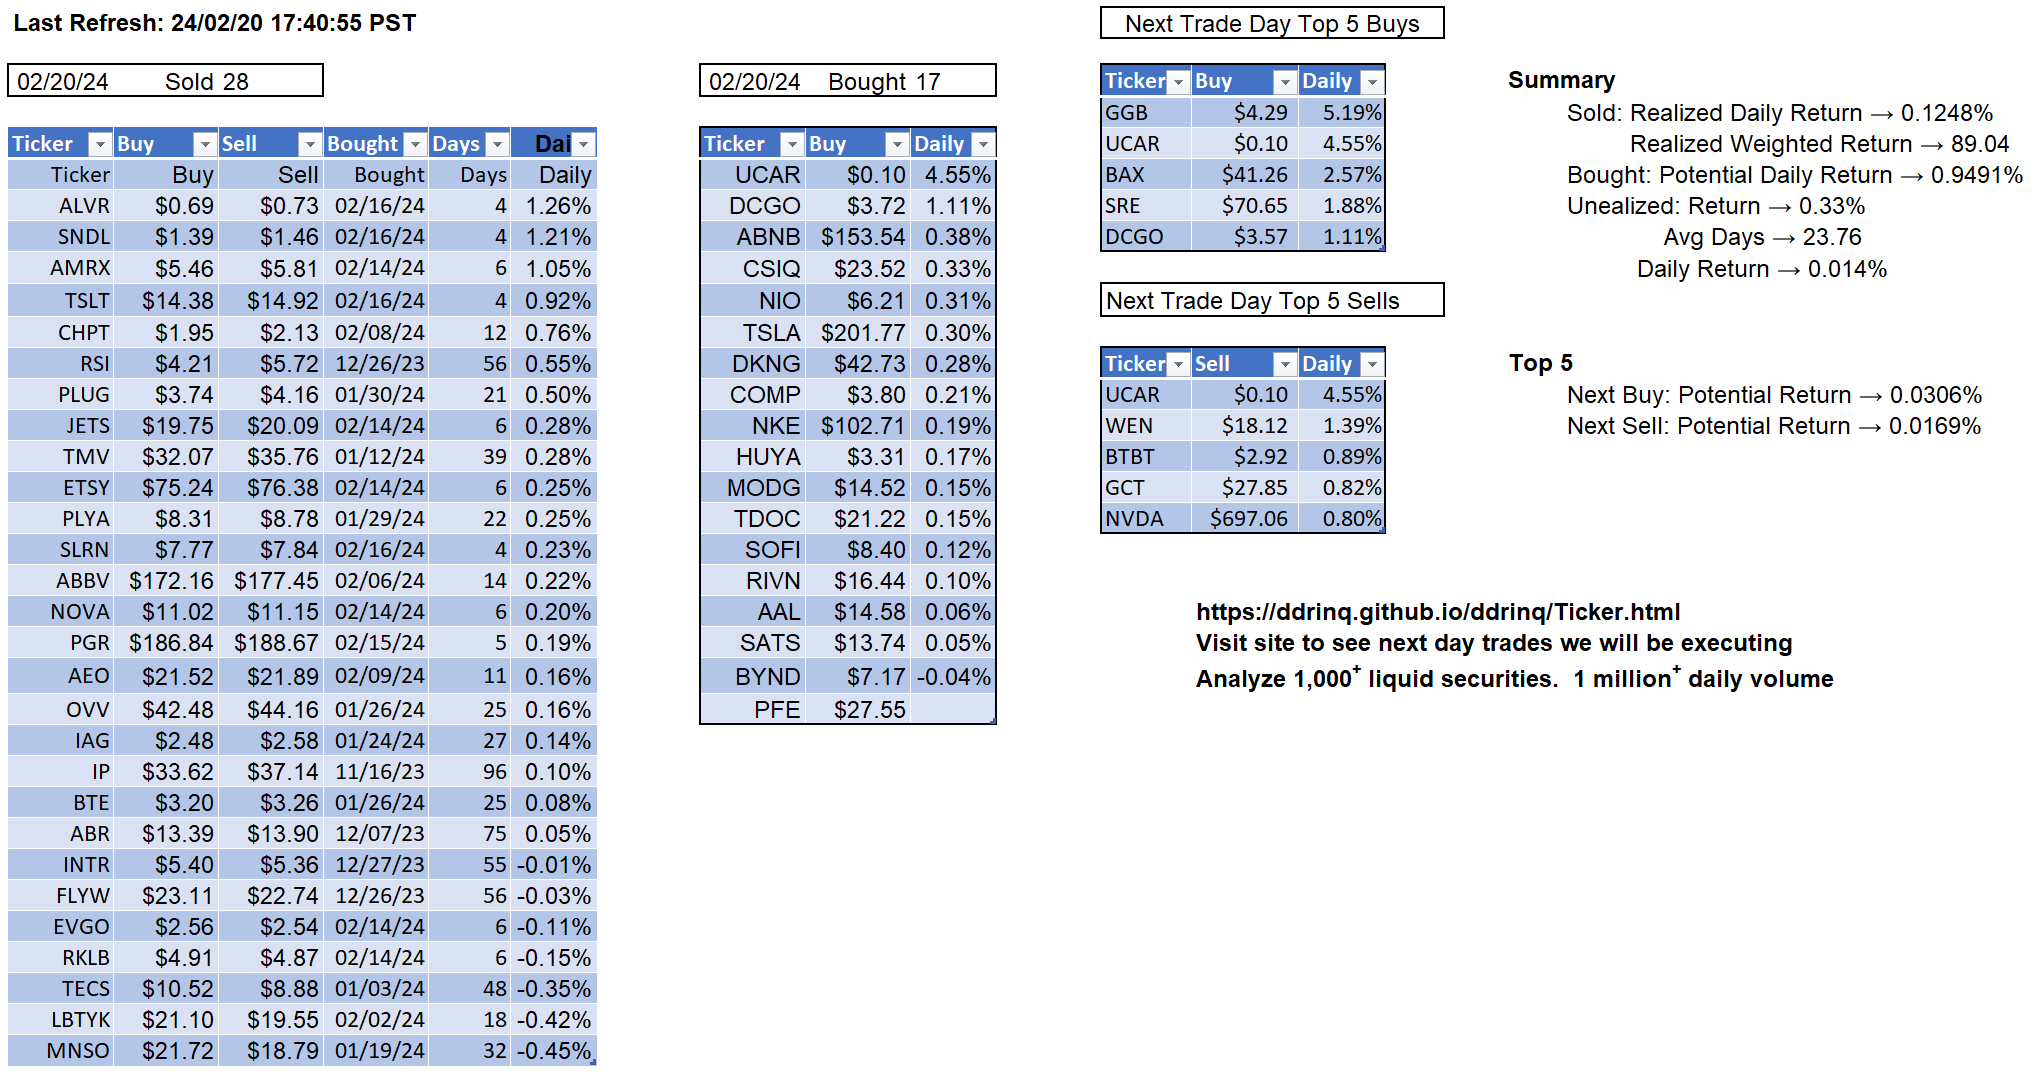 Last Refresh: 24/02/20 17:40:55 PST
02/20/24 Sold 28
Ticker Buy Sell Bought Days Dai
Ticker Buy Sell Bought Days Daily
ALVR $0.69 $0.73 02/16/24 4 1.26%
SNDL $1.39 $1.46 02/16/24 4 1.21%
AMRX $5.46 $5.81 02/14/24 6 1.05%
TSLT $14.38 $14.92 02/16/24 4 0.92%
CHPT $1.95 $2.13 02/08/24 12 0.76%
RSI $4.21 $5.72 12/26/23 56 0.55%
PLUG $3.74 $4.16 01/30/24 21 0.50%
JETS $19.75 $20.09 02/14/24 6 0.28%
TMV $32.07 $35.76 01/12/24 39 0.28%
ETSY $75.24 $76.38 02/14/24 6 0.25%
PLYA $8.31 $8.78 01/29/24 22 0.25%
SLRN $7.77 $7.84 02/16/24 4 0.23%
ABBV $172.16 $177.45 02/06/24 14 0.22%
NOVA $11.02 $11.15 02/14/24 6 0.20%
PGR $186.84 $188.67 02/15/24 5 0.19%
AEO $21.52 $21.89 02/09/24 11 0.16%
OVV $42.48 $44.16 01/26/24 25 0.16%
IAG $2.48 $2.58 01/24/24 27 0.14%
IP $33.62 $37.14 11/16/23 96 0.10%
BTE $3.20 $3.26 01/26/24 25 0.08%
ABR $13.39 $13.90 12/07/23 75 0.05%
INTR $5.40 $5.36 12/27/23 55 -0.01%
FLYW $23.11 $22.74 12/26/23 56 -0.03%
EVGO $2.56 $2.54 02/14/24 6 -0.11%
RKLB $4.91 $4.87 02/14/24 6 -0.15%
TECS $10.52 $8.88 01/03/24 48 -0.35%
LBTYK $21.10 $19.55 02/02/24 18 -0.42%
MNSO $21.72 $18.79 01/19/24 32 -0.45%
02/20/24 Bought 17
Ticker Buy Daily
UCAR $0.10 4.55%
DCGO $3.72 1.11%
ABNB $153.54 0.38%
CSIQ $23.52 0.33%
NIO $6.21 0.31%
TSLA $201.77 0.30%
DKNG $42.73 0.28%
COMP $3.80 0.21%
NKE $102.71 0.19%
HUYA $3.31 0.17%
MODG $14.52 0.15%
TDOC $21.22 0.15%
SOFI $8.40 0.12%
RIVN $16.44 0.10%
AAL $14.58 0.06%
SATS $13.74 0.05%
BYND $7.17 -0.04%
PFE $27.55
Next Trade Day Top 5 Buys
Ticker Buy Daily
GGB $4.29 5.19%
UCAR $0.10 4.55%
BAX $41.26 2.57%
SRE $70.65 1.88%
DCGO $3.57 1.11%
Next Trade Day Top 5 Sells
Ticker Sell Daily
UCAR $0.10 4.55%
WEN $18.12 1.39%
BTBT $2.92 0.89%
GCT $27.85 0.82%
NVDA $697.06 0.80%
Summary
Sold: Realized Daily Return → 0.1248%
Realized Weighted Return → 89.04
Bought: Potential Daily Return → 0.9491%
Unealized: Return → 0.33%
Avg Days → 23.76
Daily Return → 0.014%
Top 5
Next Buy: Potential Return → 0.0306%
Next Sell: Potential Return → 0.0169%
https://ddrinq.github.io/ddrinq/Ticker.html
Visit site to see next day trades we will be executing
Analyze 1,000⁺ liquid securities. 1 million⁺ daily volume